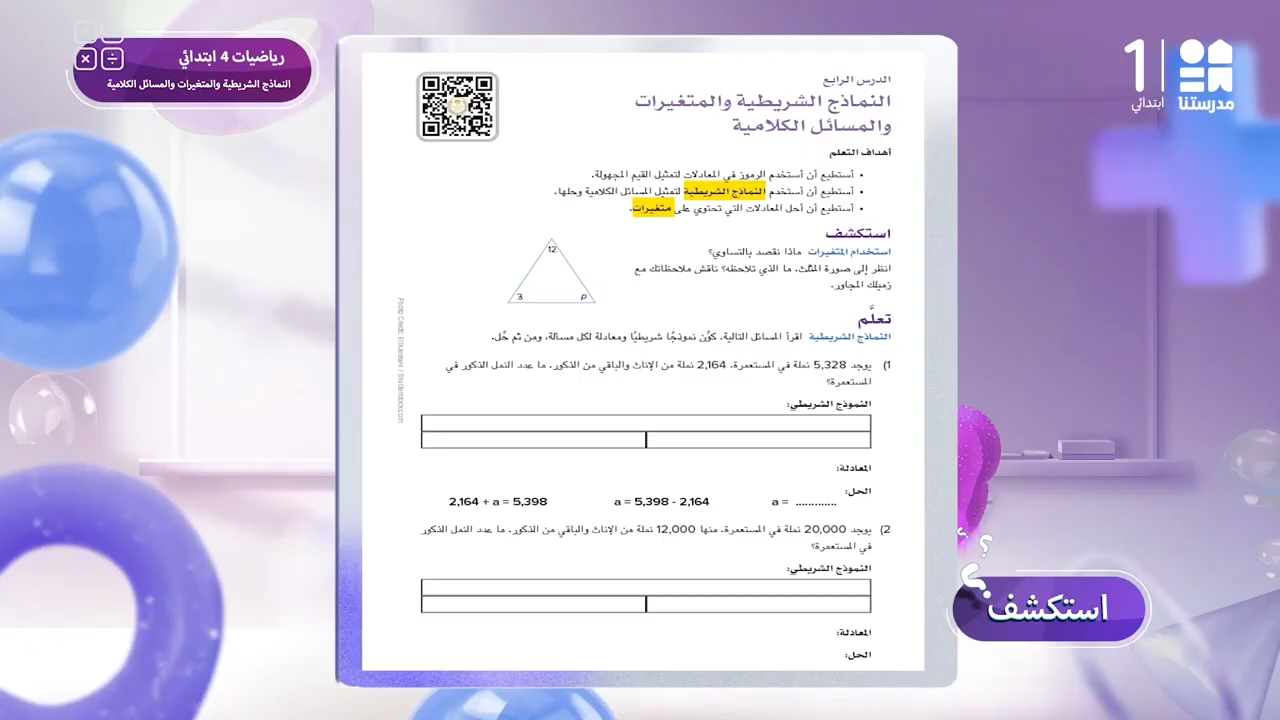 رياضيات 4 ابتدائي
النماذج الشريطية والمتغيرات والمسائل الكلامية
1
ابتدائي
مدرستنا
الدرس الرابع
النماذج الشريطية والمتغيرات
والمسائل الكلامية
أهداف التعلم
• أستطيع أن أستخدم الرموز في المعادلات لتمثيل القيم المجهولة.
• أستطيع أن أستخدم النماذج الشريطية لتمثيل المسائل الكلامية وحلها.
• أستطيع أن أحل المعادلات التي تحتوي على متغيرات.
استكشف
استخدام المتغيرات ماذا نقصد بالتساوي؟
انظر إلى صورة المثلث. ما الذي تلاحظه؟ ناقش ملاحظاتك مع
زميلك المجاور.
12
3
p
تعلَّم
النماذج الشريطية اقرأ المسائل التالية. كوِّن نموذجًا شريطيًا ومعادلة لكل مسألة، ومن ثم حُل.
1) يوجد 5,328 نملة في المستعمرة، 2,164 نملة من الإناث والباقي من الذكور. ما عدد النمل الذكور في
المستعمرة؟
النموذج الشريطي:
المعادلة:
الحل:
2,164 + a = 5,398
a = 5,398 - 2,164
a = .............
2) يوجد 20,000 نملة في المستعمرة. منها 12,000 نملة من الإناث والباقي من الذكور. ما عدد النمل الذكور
في المستعمرة؟
النموذج الشريطي:
المعادلة:
الحل:
استكشف